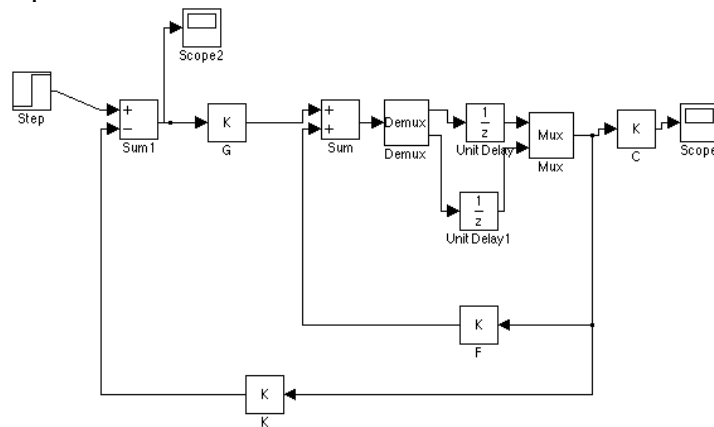 Scope2
Step
+
−
Sum1
K
G
+
+
Sum
Demux
Demux
1
z
Unit Delay
1
z
Unit Delay1
Mux
Mux
K
C
Scope
K
F
K
K